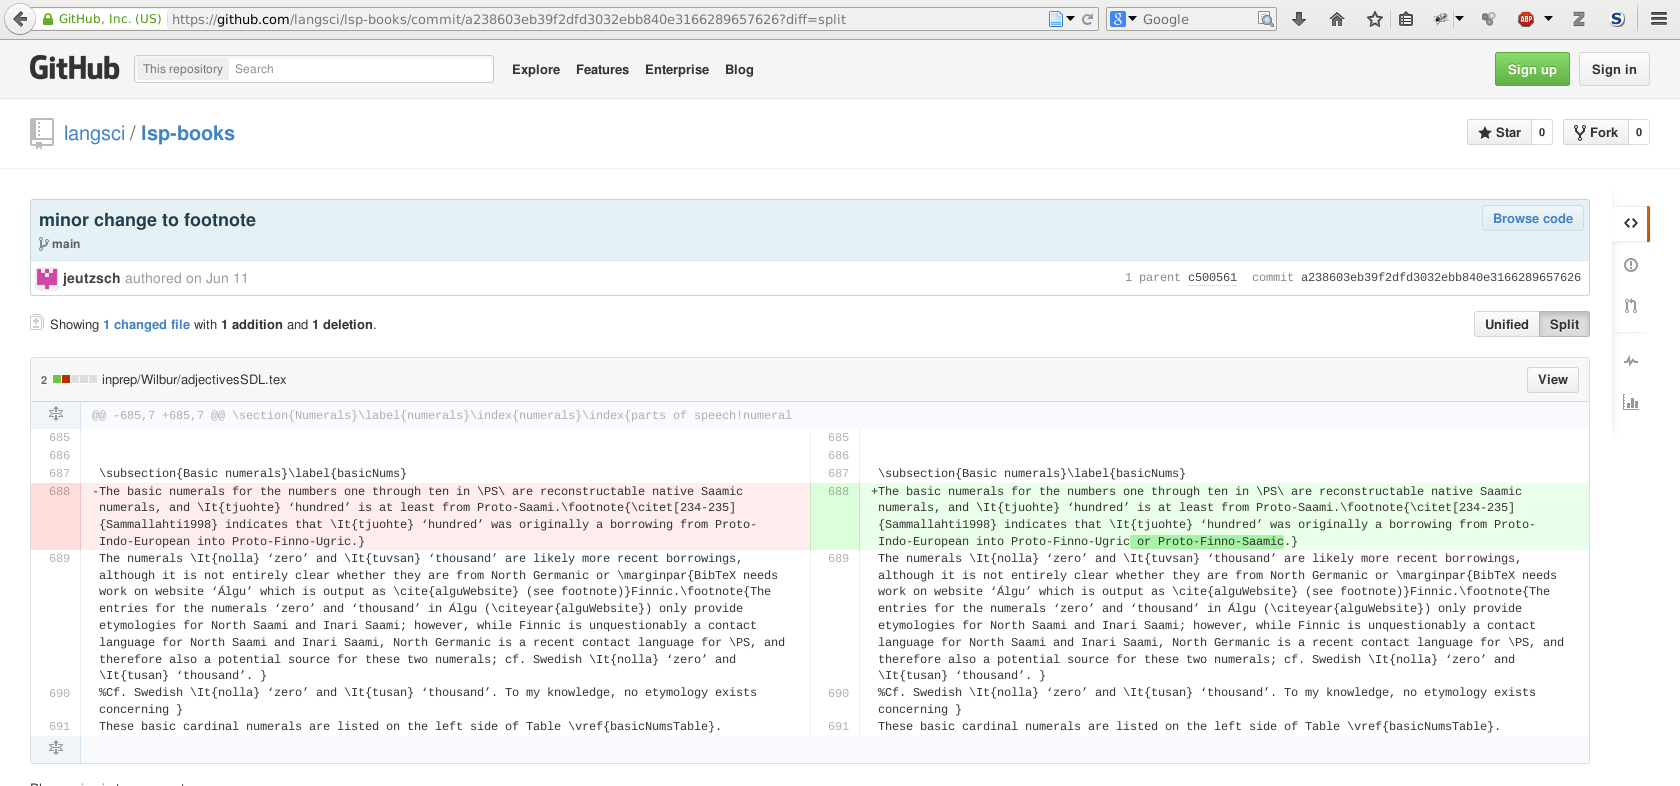 GitHub, Inc. (US) https://github.com/langsci/lsp-books/commit/a238603eb39f2dfd3032ebb840e3166289657626?diff=split Google
GitHub This repository Search Explore Features Enterprise Blog Sign up Sign in
langsci / lsp-books Star 0 Fork 0
minor change to footnote Browse code
main
jeutzsch authored on Jun 11 1 parent c500561 commit a238603eb39f2dfd3032ebb840e3166289657626
Showing 1 changed file with 1 addition and 1 deletion. Unified Split
2 inprep/Wilbur/adjectivesSDL.tex View
@@ -685,7 +685,7 @@ \section{Numerals}\label{numerals}\index{numerals}\index{parts of speech!numeral
685
686
687 \subsection{Basic numerals}\label{basicNums}
688 -The basic numerals for the numbers one through ten in \PS\ are reconstructable native Saamic
numerals, and \It{tjuohte} ‘hundred’ is at least from Proto-Saami.\footnote{\citet[234-235]
{Sammallahti1998} indicates that \It{tjuohte} ‘hundred’ was originally a borrowing from Proto-
Indo-European into Proto-Finno-Ugric.}
689 The numerals \It{nolla} ‘zero’ and \It{tuvsan} ‘thousand’ are likely more recent borrowings,
although it is not entirely clear whether they are from North Germanic or \marginpar{BibTeX needs
work on website ‘Álgu’ which is output as \cite{alguWebsite} (see footnote)}Finnic.\footnote{The
entries for the numerals ‘zero’ and ‘thousand’ in Álgu (\citeyear{alguWebsite}) only provide
etymologies for North Saami and Inari Saami; however, while Finnic is unquestionably a contact
language for North Saami and Inari Saami, North Germanic is a recent contact language for \PS, and
therefore also a potential source for these two numerals; cf. Swedish \It{nolla} ‘zero’ and
\It{tusan} ‘thousand’. }
690 %Cf. Swedish \It{nolla} ‘zero’ and \It{tusan} ‘thousand’. To my knowledge, no etymology exists
concerning }
691 These basic cardinal numerals are listed on the left side of Table \vref{basicNumsTable}.
685
686
687 \subsection{Basic numerals}\label{basicNums}
688 +The basic numerals for the numbers one through ten in \PS\ are reconstructable native Saamic
numerals, and \It{tjuohte} ‘hundred’ is at least from Proto-Saami.\footnote{\citet[234-235]
{Sammallahti1998} indicates that \It{tjuohte} ‘hundred’ was originally a borrowing from Proto-
Indo-European into Proto-Finno-Ugric or Proto-Finno-Saamic.}
689 The numerals \It{nolla} ‘zero’ and \It{tuvsan} ‘thousand’ are likely more recent borrowings,
although it is not entirely clear whether they are from North Germanic or \marginpar{BibTeX needs
work on website ‘Álgu’ which is output as \cite{alguWebsite} (see footnote)}Finnic.\footnote{The
entries for the numerals ‘zero’ and ‘thousand’ in Álgu (\citeyear{alguWebsite}) only provide
etymologies for North Saami and Inari Saami; however, while Finnic is unquestionably a contact
language for North Saami and Inari Saami, North Germanic is a recent contact language for \PS, and
therefore also a potential source for these two numerals; cf. Swedish \It{nolla} ‘zero’ and
\It{tusan} ‘thousand’. }
690 %Cf. Swedish \It{nolla} ‘zero’ and \It{tusan} ‘thousand’. To my knowledge, no etymology exists
concerning }
691 These basic cardinal numerals are listed on the left side of Table \vref{basicNumsTable}.